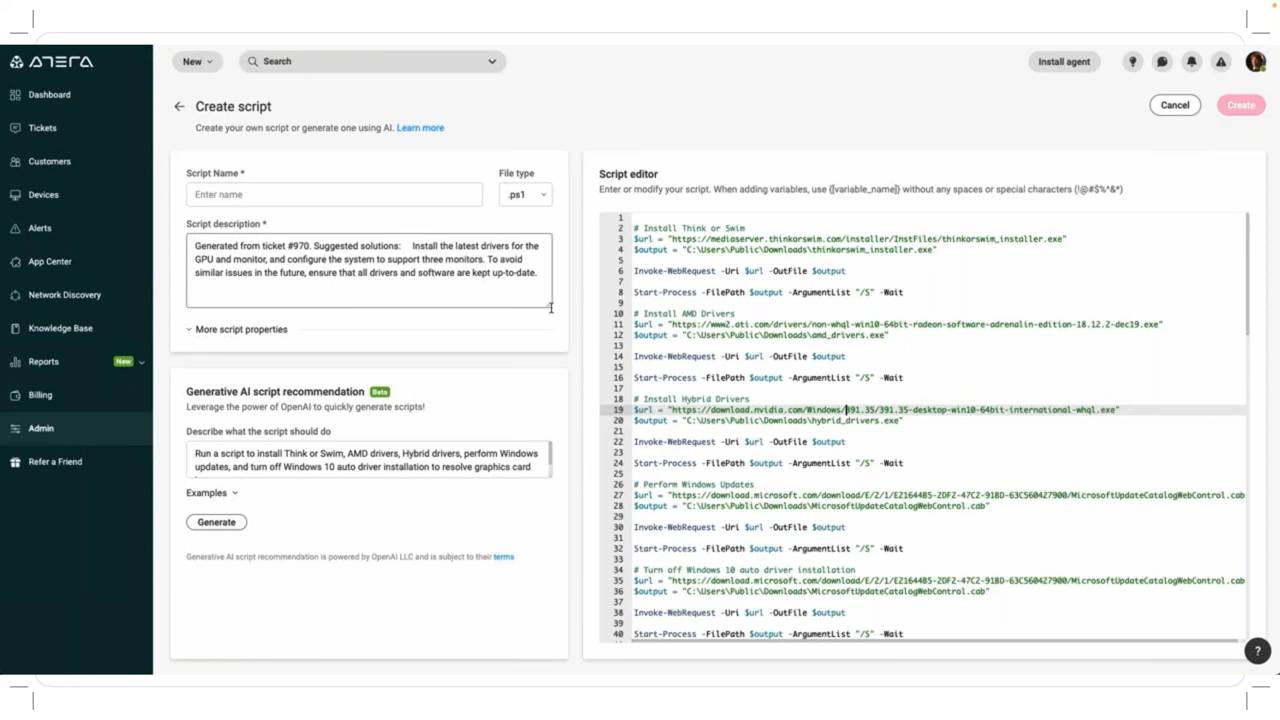 ATERA
New
Search
Install agent
Dashboard
Tickets
Customers
Devices
Alerts
App Center
Network Discovery
Knowledge Base
Reports New
Billing
Admin
Refer a Friend
Create script
Create your own script or generate one using AI. Learn more
Cancel
Create
Script Name *
File type
Enter name
.ps1
Script description *
Generated from ticket #970. Suggested solutions: Install the latest drivers for the
GPU and monitor, and configure the system to support three monitors. To avoid
similar issues in the future, ensure that all drivers and software are kept up-to-date.
More script properties
Generative AI script recommendation Beta
Leverage the power of OpenAI to quickly generate scripts!
Describe what the script should do
Run a script to install Think or Swim, AMD drivers, Hybrid drivers, perform Windows
updates, and turn off Windows 10 auto driver installation to resolve graphics card
Examples
Generate
Generative AI script recommendation is powered by OpenAI LLC and is subject to their terms
Script editor
Enter or modify your script. When adding variables, use {[variable_name]} without any spaces or special characters (!@#$%^&*)
1
2 # Install Think or Swim
3 $url = "https://mediaserver.thinkorswim.com/installer/InstFiles/thinkorswim_installer.exe"
4 $output = "C:\Users\Public\Downloads\thinkorswim_installer.exe"
5
6 Invoke-WebRequest -Uri $url -OutFile $output
7
8 Start-Process -FilePath $output -ArgumentList "/S" -Wait
9
10 # Install AMD Drivers
11 $url = "https://www2.ati.com/drivers/non-whql-win10-64bit-radeon-software-adrenalin-edition-18.12.2-dec19.exe"
12 $output = "C:\Users\Public\Downloads\amd_drivers.exe"
13
14 Invoke-WebRequest -Uri $url -OutFile $output
15
16 Start-Process -FilePath $output -ArgumentList "/S" -Wait
17
18 # Install Hybrid Drivers
19 $url = "https://download.nvidia.com/Windows/391.35/391.35-desktop-win10-64bit-international-whql.exe"
20 $output = "C:\Users\Public\Downloads\hybrid_drivers.exe"
21
22 Invoke-WebRequest -Uri $url -OutFile $output
23
24 Start-Process -FilePath $output -ArgumentList "/S" -Wait
25
26 # Perform Windows Updates
27 $url = "https://download.microsoft.com/download/E/2/1/E21644B5-2DF2-47C2-91BD-63C560427900/MicrosoftUpdateCatalogWebControl.cab
28 $output = "C:\Users\Public\Downloads\MicrosoftUpdateCatalogWebControl.cab"
29
30 Invoke-WebRequest -Uri $url -OutFile $output
31
32 Start-Process -FilePath $output -ArgumentList "/S" -Wait
33
34 # Turn off Windows 10 auto driver installation
35 $url = "https://download.microsoft.com/download/E/2/1/E21644B5-2DF2-47C2-91BD-63C560427900/MicrosoftUpdateCatalogWebControl.cab
36 $output = "C:\Users\Public\Downloads\MicrosoftUpdateCatalogWebControl.cab"
37
38 Invoke-WebRequest -Uri $url -OutFile $output
39
40 Start-Process -FilePath $output -ArgumentList "/S" -Wait
?